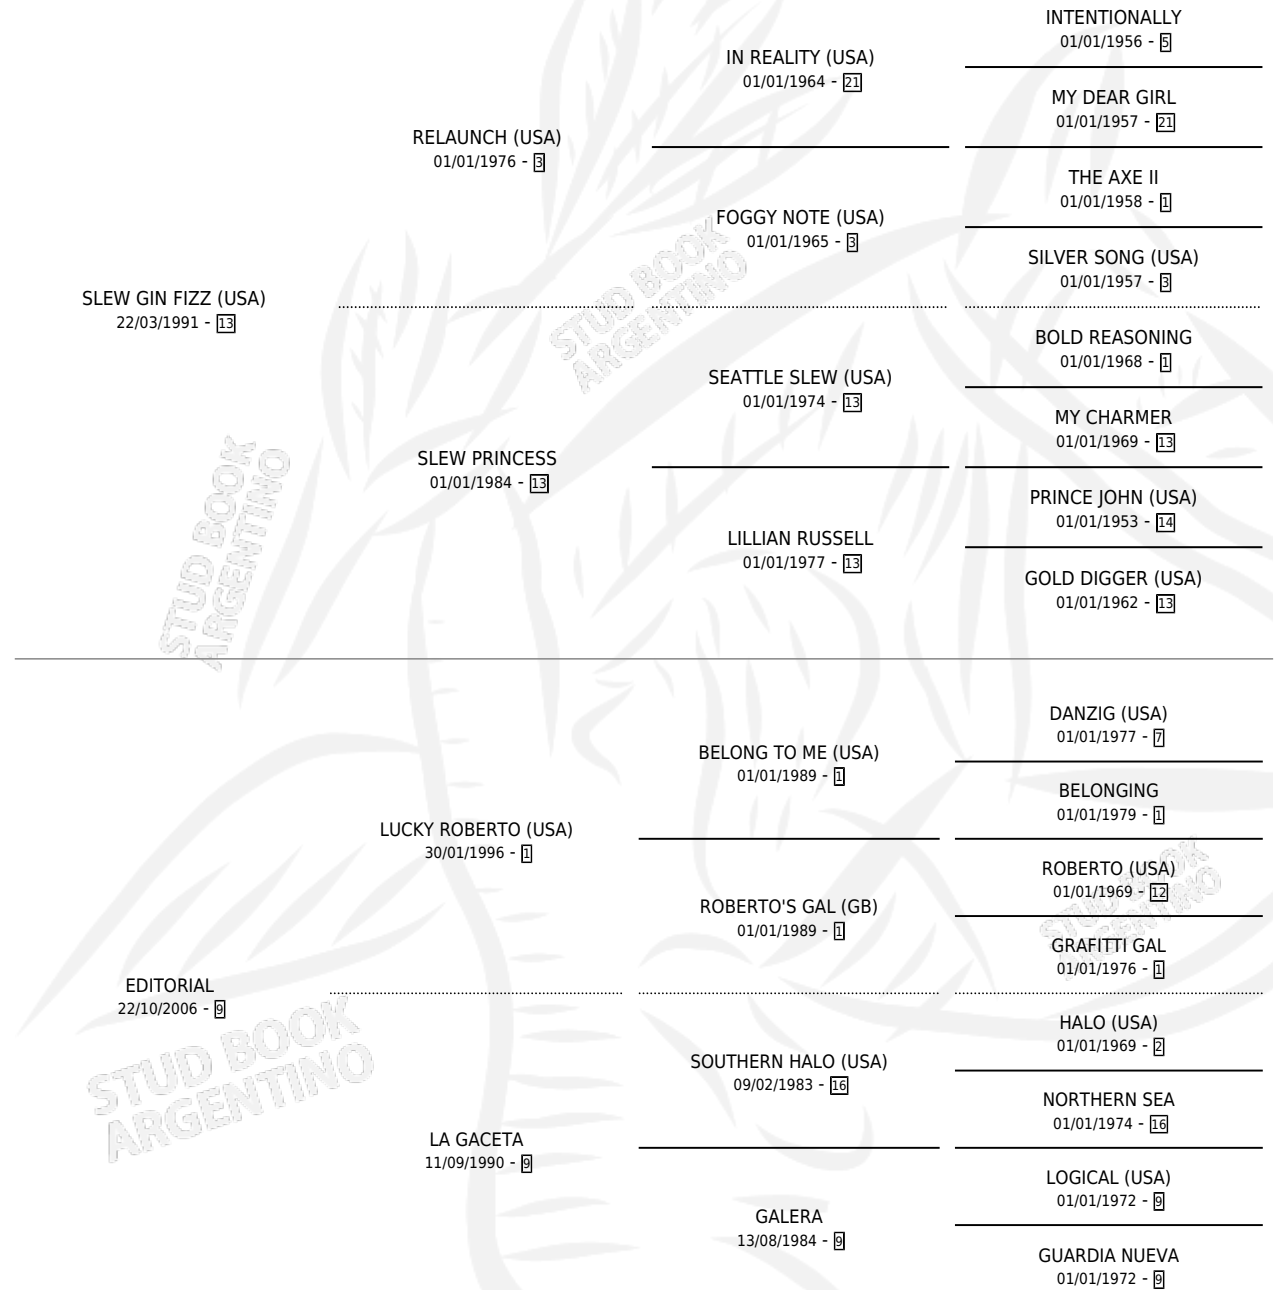 INTENTIONALLY
01/01/1956 - 5
IN REALITY (USA)
01/01/1964 - 21
MY DEAR GIRL
01/01/1957 - 21
RELAUNCH (USA)
01/01/1976 - 3
THE AXE II
01/01/1958 - 1
FOGGY NOTE (USA)
01/01/1965 - 3
SILVER SONG (USA)
01/01/1957 - 3
SLEW GIN FIZZ (USA)
22/03/1991 - 13
BOLD REASONING
01/01/1968 - 1
SEATTLE SLEW (USA)
01/01/1974 - 13
MY CHARMER
01/01/1969 - 13
SLEW PRINCESS
01/01/1984 - 13
PRINCE JOHN (USA)
01/01/1953 - 14
LILLIAN RUSSELL
01/01/1977 - 13
GOLD DIGGER (USA)
01/01/1962 - 13
DANZIG (USA)
01/01/1977 - 7
BELONG TO ME (USA)
01/01/1989 - 1
BELONGING
01/01/1979 - 1
LUCKY ROBERTO (USA)
30/01/1996 - 1
ROBERTO (USA)
01/01/1969 - 12
ROBERTO'S GAL (GB)
01/01/1989 - 1
GRAFITTI GAL
01/01/1976 - 1
EDITORIAL
22/10/2006 - 9
HALO (USA)
01/01/1969 - 2
SOUTHERN HALO (USA)
09/02/1983 - 16
NORTHERN SEA
01/01/1974 - 16
LA GACETA
11/09/1990 - 9
LOGICAL (USA)
01/01/1972 - 9
GALERA
13/08/1984 - 9
GUARDIA NUEVA
01/01/1972 - 9
STUD BOOK
ARGENTINO
STUD BOOK
ARGENTINO
STUD BOOK
ARGENTINO
STUD BOOK
ARGENTINO